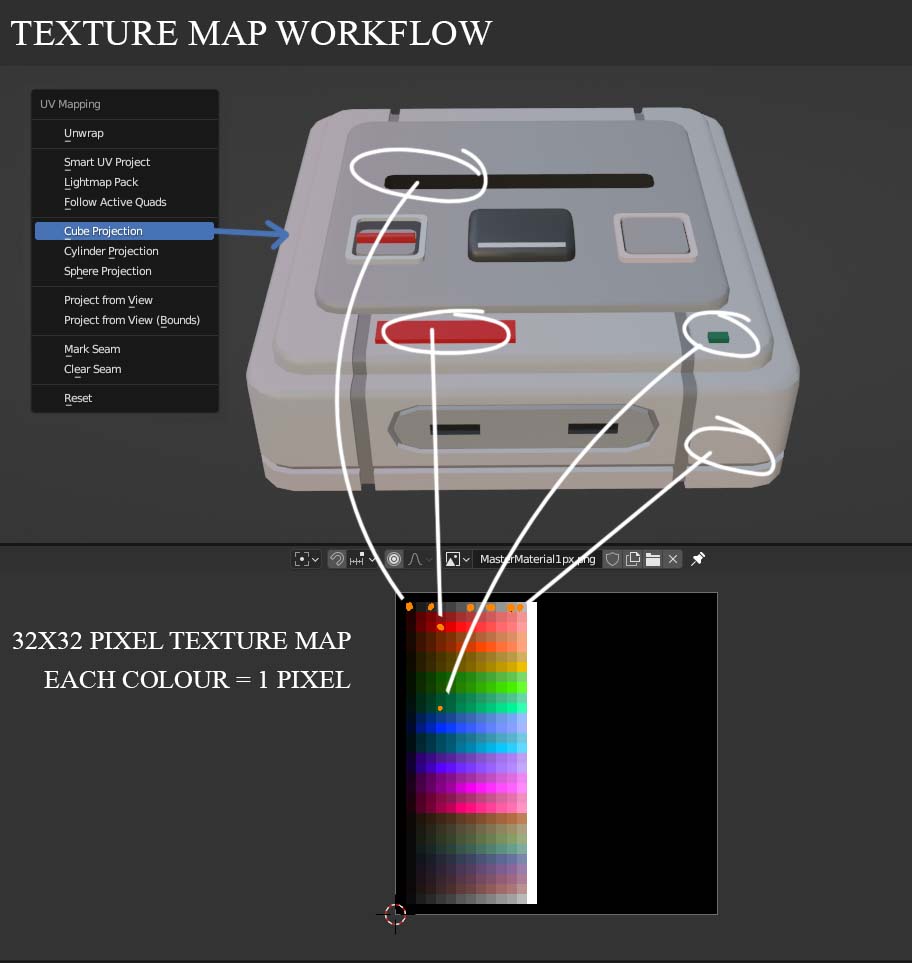 TEXTURE MAP WORKFLOW
UV Mapping
Unwrap
Smart UV Project
Lightmap Pack
Follow Active Quads
Cube Projection
Cylinder Projection
Sphere Projection
Project from View
Project from View (Bounds)
Mark Seam
Clear Seam
Reset
MasterMaterial1px.png
32X32 PIXEL TEXTURE MAP
EACH COLOUR = 1 PIXEL